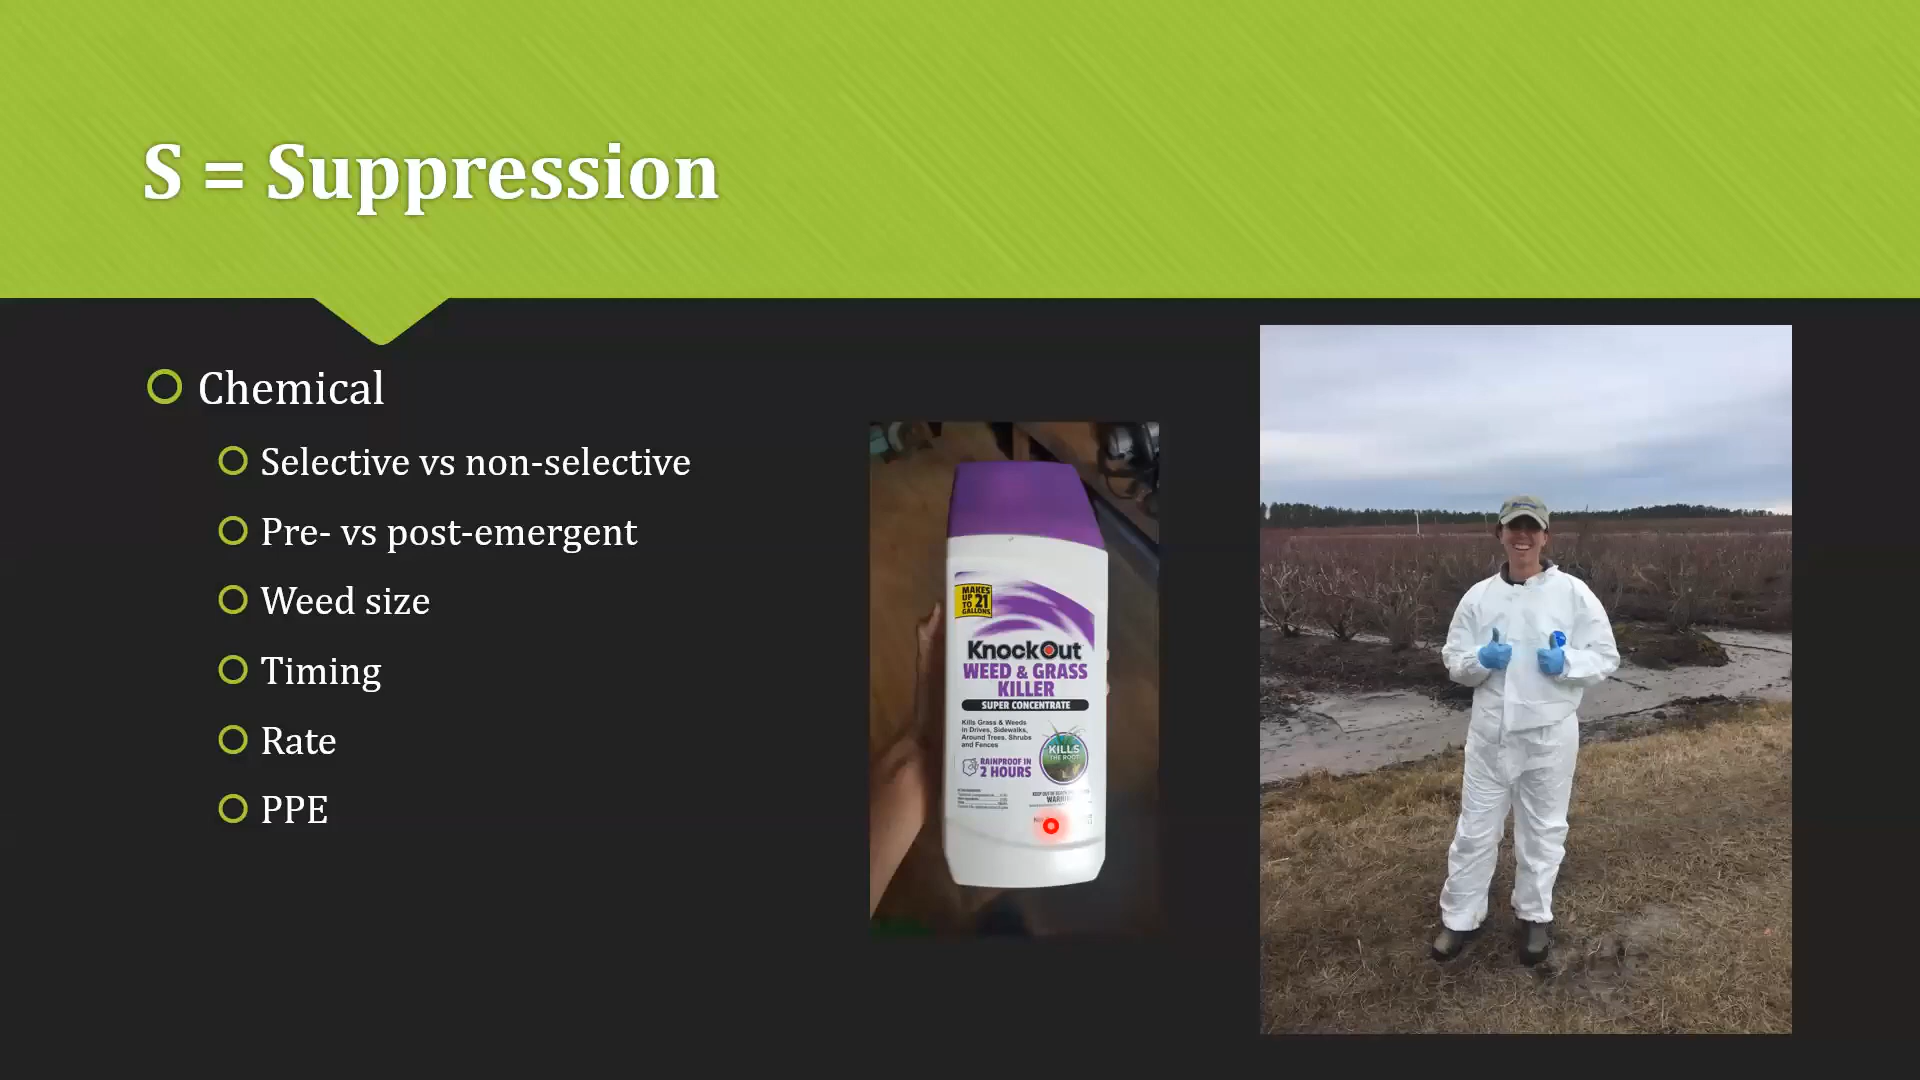 S = Suppression
Chemical
Selective vs non-selective
Pre- vs post-emergent
Weed size
Timing
Rate
PPE
MAKES
UP
TO 21
GALLONS
KnockOut
WEED & GRASS
KILLER
SUPER CONCENTRATE
Kills Grass & Weeds
in Drives, Sidewalks,
Around Trees, Shrubs
and Fences
KILLS
THE ROOT
RAINPROOF IN
2 HOURS